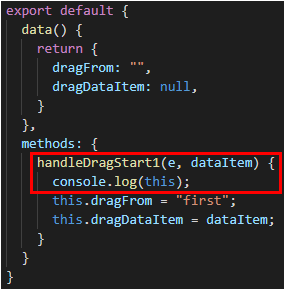 export default {
  data() {
    return {
      dragFrom: "",
      dragDataItem: null,
    }
  },
  methods: {
    handleDragStart1(e, dataItem) {
      console.log(this);
      this.dragFrom = "first";
      this.dragDataItem = dataItem;
    }
  }
}